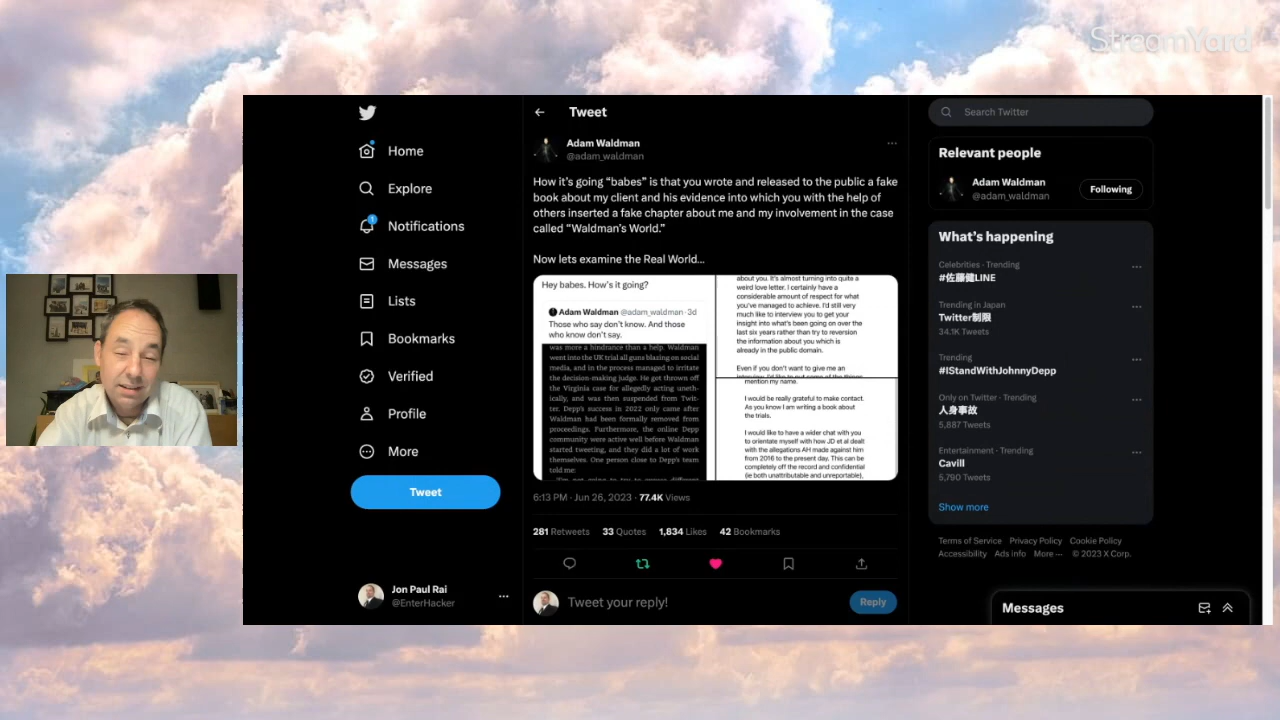 StreamYard
Tweet
Search Twitter
Home
Explore
Notifications
1
Messages
Lists
Bookmarks
Verified
Profile
More
Tweet
Jon Paul Rai
@EnterHacker
Adam Waldman
@adam_waldman
How it's going “babes” is that you wrote and released to the public a fake
book about my client and his evidence into which you with the help of
others inserted a fake chapter about me and my involvement in the case
called “Waldman's World.”
Now lets examine the Real World...
Hey babes. How's it going?
Adam Waldman @adam_waldman · 3d
Those who say don't know. And those
who know don't say.
was more a hindrance than a help. Waldman
went into the UK trial all guns blazing on social
media, and in the process managed to irritate
the decision-making judge. He got thrown off
the Virginia case for allegedly acting uneth-
ically, and was then suspended from Twit-
ter. Depp's success in 2022 only came after
Waldman had been formally removed from
proceedings. Furthermore, the online Depp
community were active well before Waldman
started tweeting, and they did a lot of work
themselves. One person close to Depp's team
told me:
about you. It's almost turning into quite a
weird love letter. I certainly have a
considerable amount of respect for what
you've managed to achieve. I'd still very
much like to interview you to get your
insight into what's been going on over the
last six years rather than try to reversion
the information about you which is
already in the public domain.
Even if you don't want to give me an
interview, I'd like to put some of the things
mention my name.
I would be really grateful to make contact.
As you know I am writing a book about
the trials.
I would like to have a wider chat with you
to orientate myself with how JD et al dealt
with the allegations AH made against him
from 2016 to the present day. This can be
completely off the record and confidential
(ie both unattributable and unreportable),
6:13 PM · Jun 26, 2023 · 77.4K Views
281 Retweets 33 Quotes 1,834 Likes 42 Bookmarks
Tweet your reply!
Reply
Relevant people
Adam Waldman
@adam_waldman
Following
What's happening
Celebrities · Trending
#佐藤健LINE
Trending in Japan
Twitter制限
34.1K Tweets
Trending
#IStandWithJohnnyDepp
Only on Twitter · Trending
人身事故
5,887 Tweets
Entertainment · Trending
Cavill
5,790 Tweets
Show more
Terms of Service Privacy Policy Cookie Policy
Accessibility Ads info More ··· © 2023 X Corp.
Messages